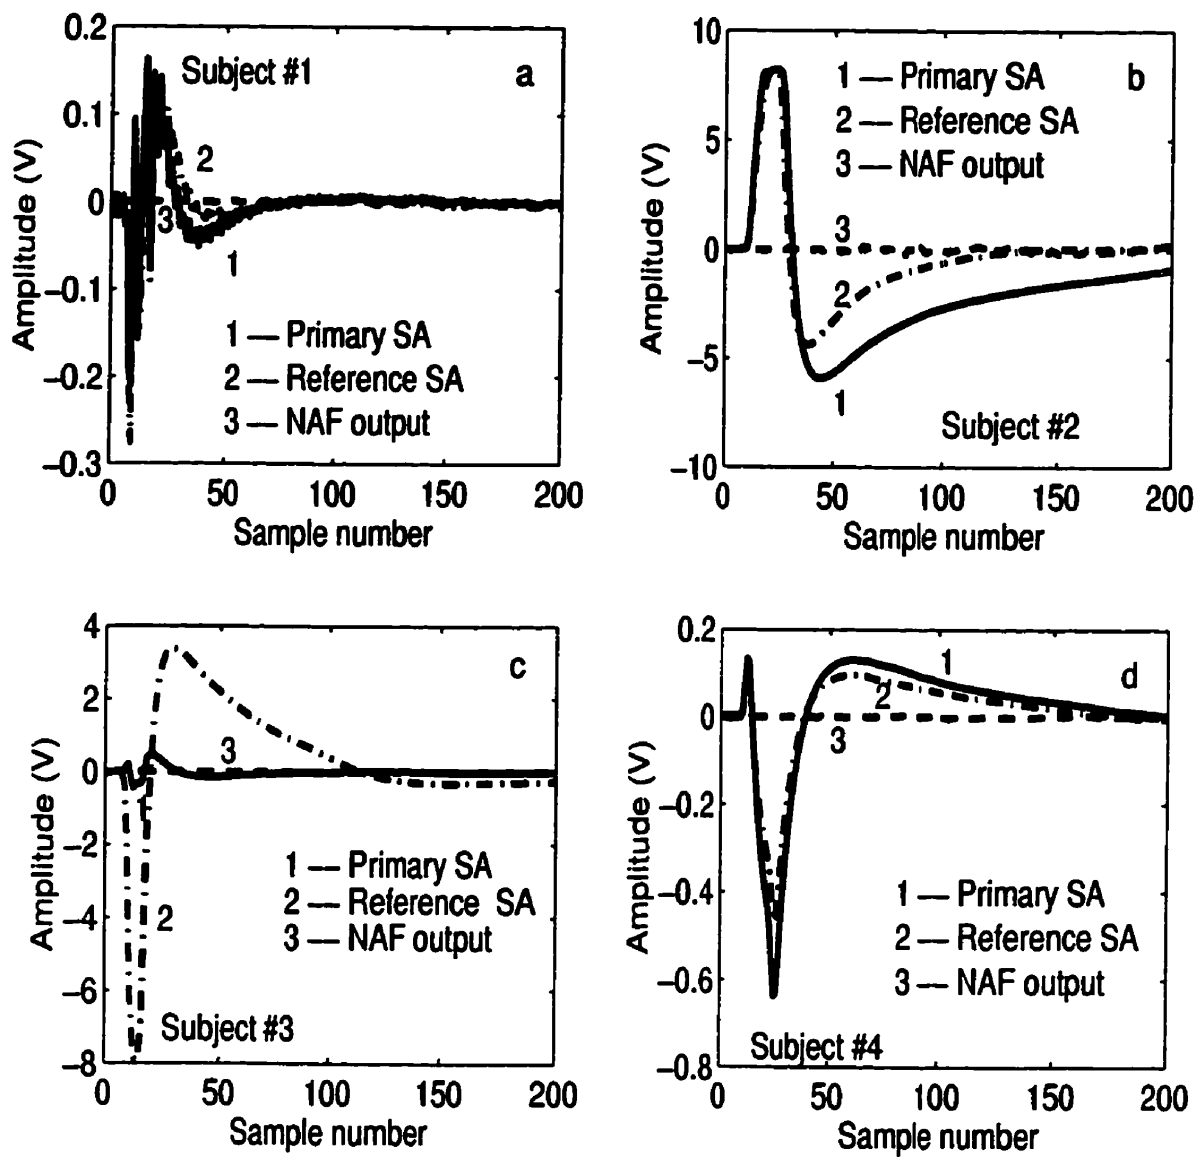 0.2
0.1
0
−0.1
−0.2
−0.3
Amplitude (V)
Subject #1
a
2
3
1
1 — Primary SA
2 — Reference SA
3 — NAF output
0 50 100 150 200
Sample number
10
5
0
−5
−10
Amplitude (V)
b
1 — Primary SA
2 — Reference SA
3 — NAF output
3
2
1
Subject #2
0 50 100 150 200
Sample number
4
2
0
−2
−4
−6
−8
Amplitude (V)
c
3
1
2
1 — Primary SA
2 — Reference SA
3 — NAF output
Subject #3
0 50 100 150 200
Sample number
0.2
0
−0.2
−0.4
−0.6
−0.8
Amplitude (V)
d
1
2
3
1 — Primary SA
2 — Reference SA
3 — NAF output
Subject #4
0 50 100 150 200
Sample number